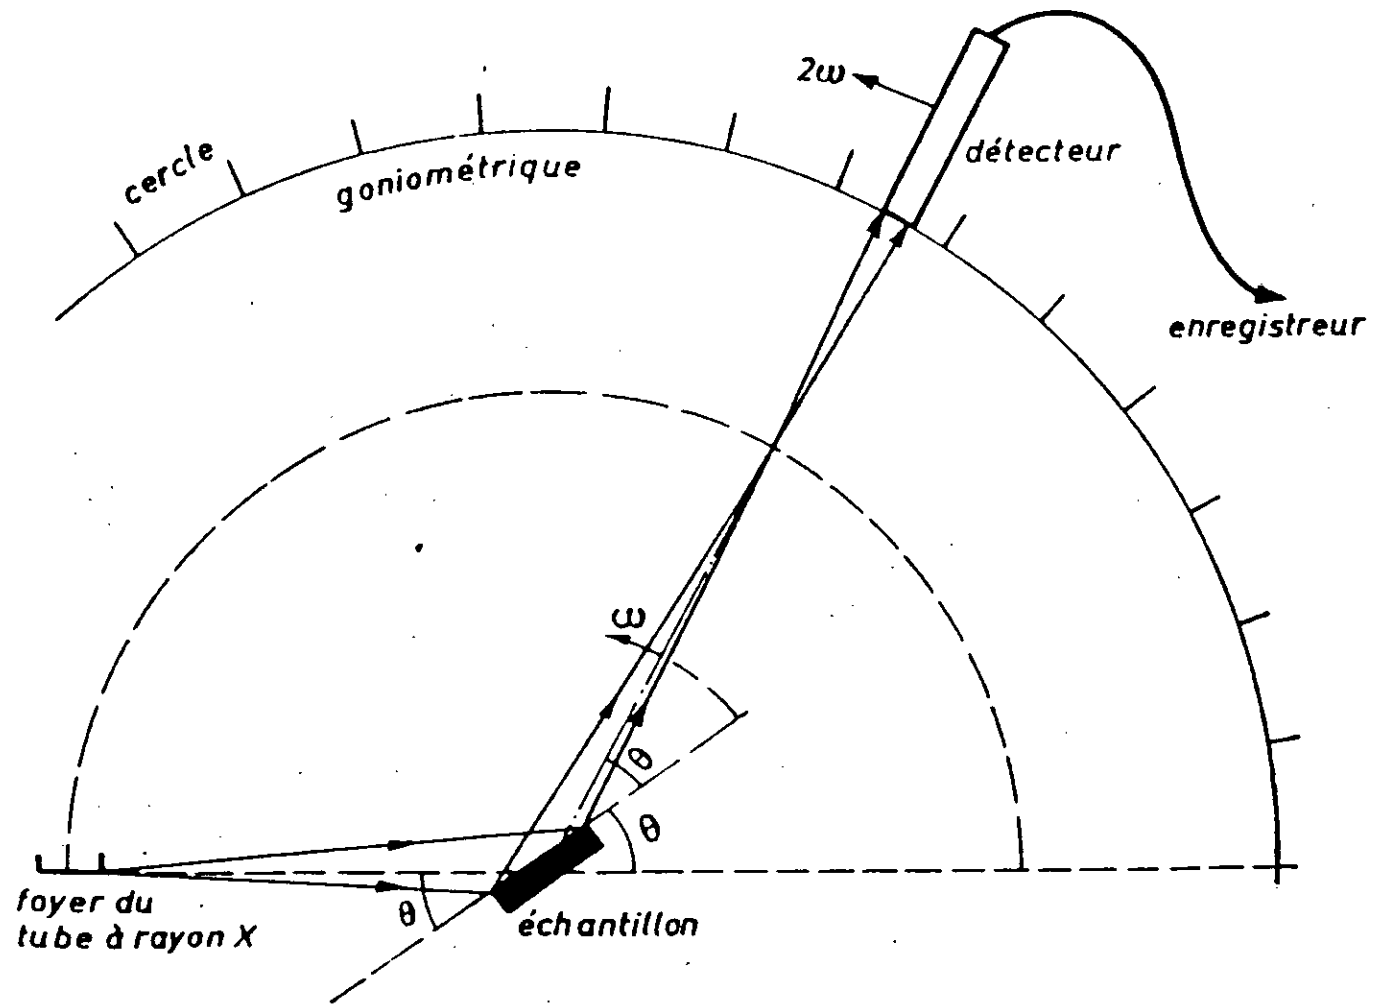 2ω
détecteur
cercle
goniométrique
enregistreur
ω
θ
θ
θ
foyer du
tube à rayon X
échantillon